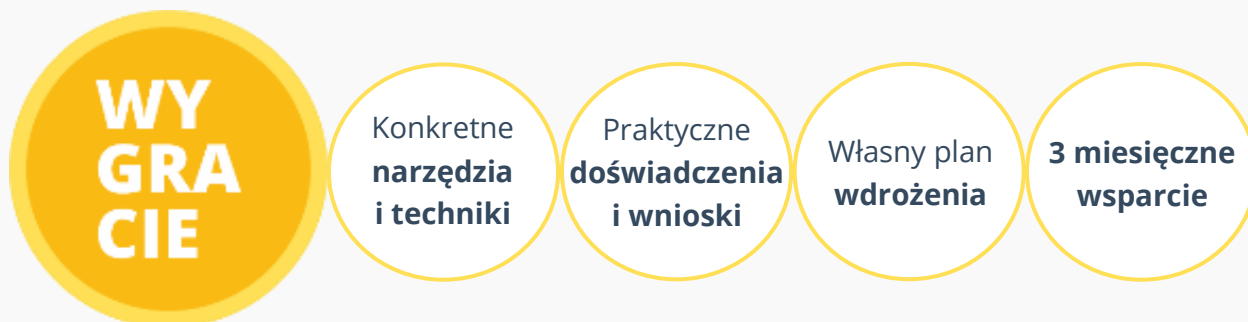 WY
GRA
CIE
Konkretne
narzędzia
i techniki
Praktyczne
doświadczenia
i wnioski
Własny plan
wdrożenia
3 miesięczne
wsparcie